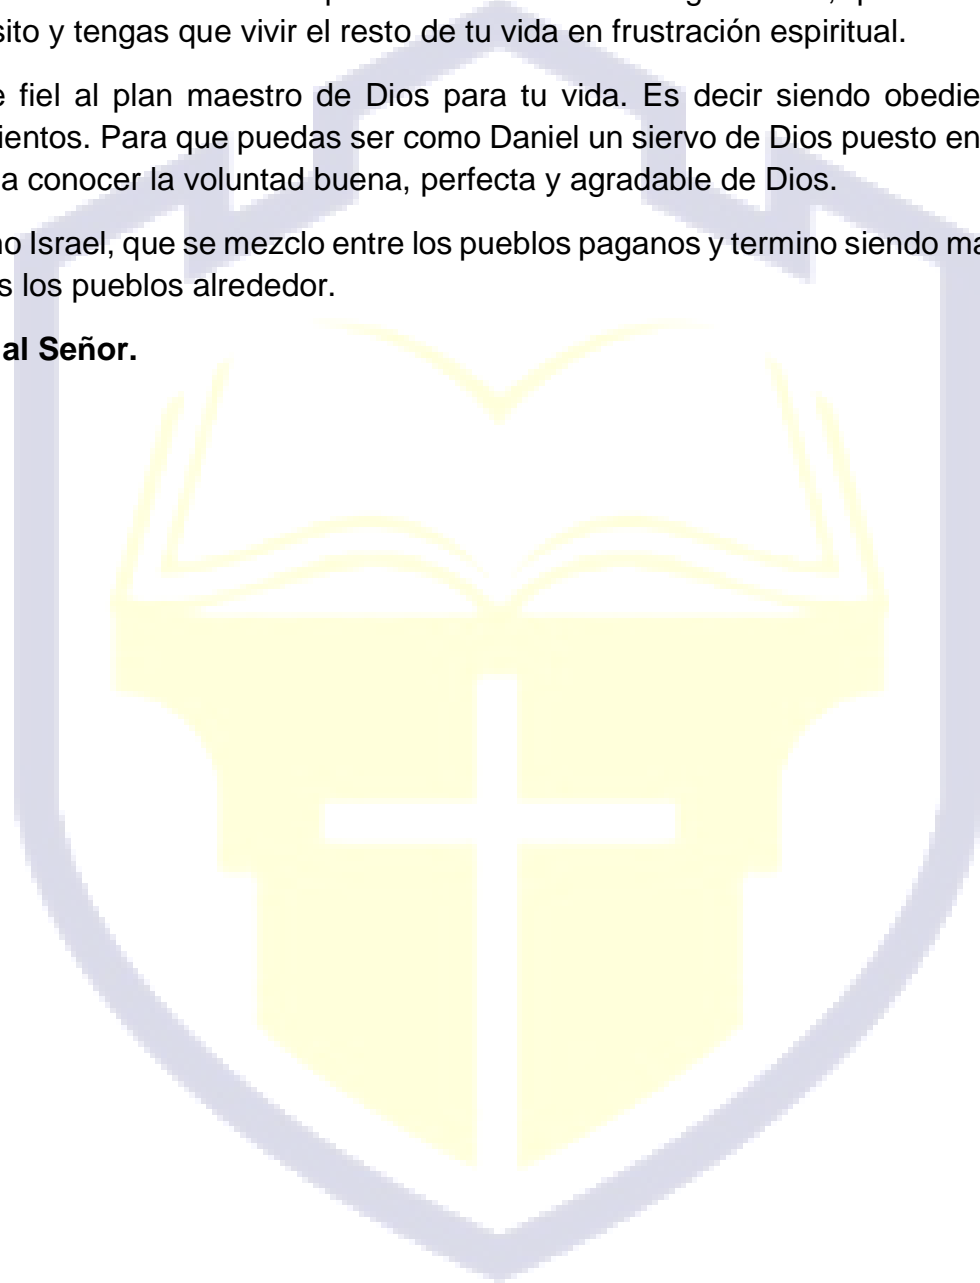 sito y tengas que vivir el resto de tu vida en frustración espiritual.
e fiel al plan maestro de Dios para tu vida. Es decir siendo obedie
ientos. Para que puedas ser como Daniel un siervo de Dios puesto en
a conocer la voluntad buena, perfecta y agradable de Dios.
no Israel, que se mezclo entre los pueblos paganos y termino siendo ma
s los pueblos alrededor.
al Señor.